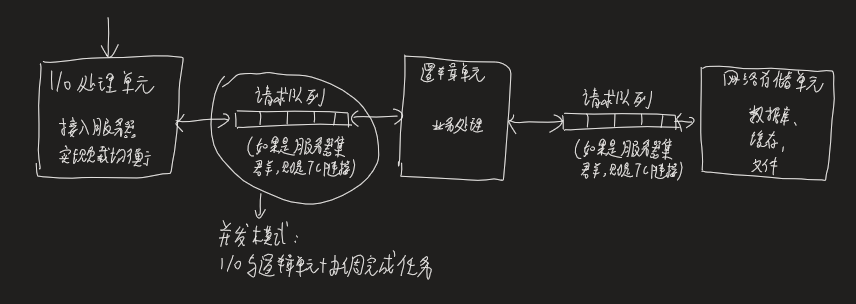 I/O 处理单元
接入服务器
实现负载均衡
请求队列
(如果是服务器集
群，则是TCP连接)
逻辑单元
业务处理
请求队列
(如果是服务器集
群，则是TCP连接)
网络存储单元
数据库、
缓存，
文件
并发模式：
I/O与逻辑单元协调完成任务